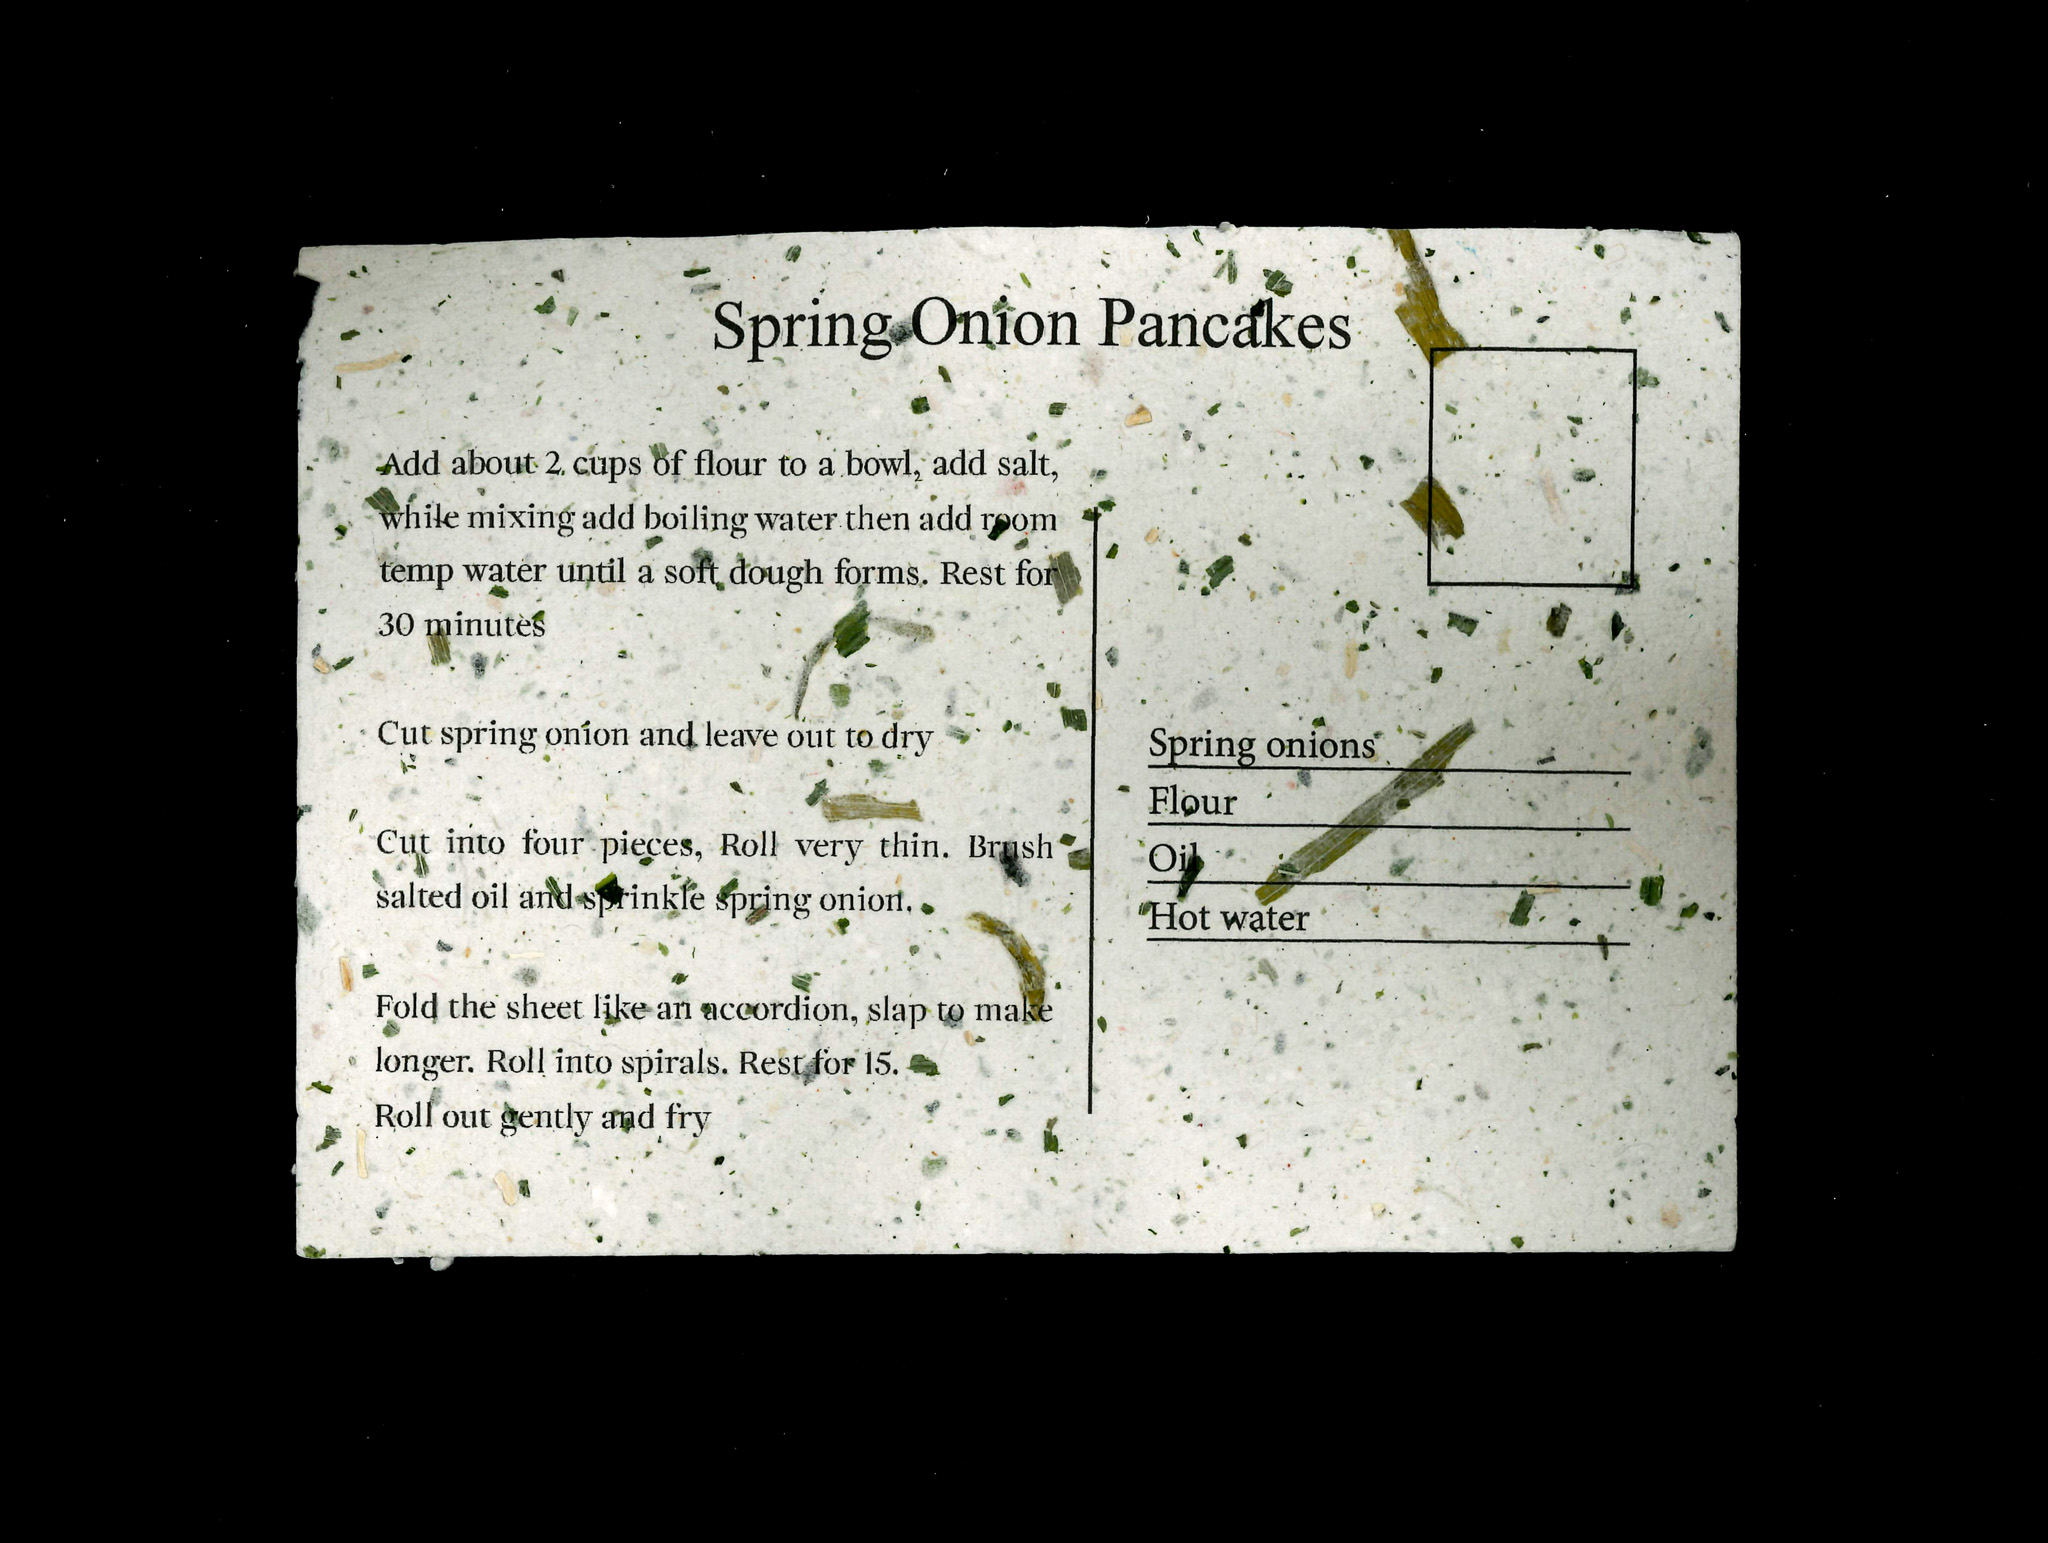 Spring Onion Pancakes
Add about 2 cups of flour to a bowl, add salt,
while mixing add boiling water then add room
temp water until a soft dough forms. Rest for
30 minutes
Cut spring onion and leave out to dry
Cut into four pieces, Roll very thin. Brush
salted oil and sprinkle spring onion.
Fold the sheet like an accordion, slap to make
longer. Roll into spirals. Rest for 15.
Roll out gently and fry
Spring onions
Flour
Oil
Hot water